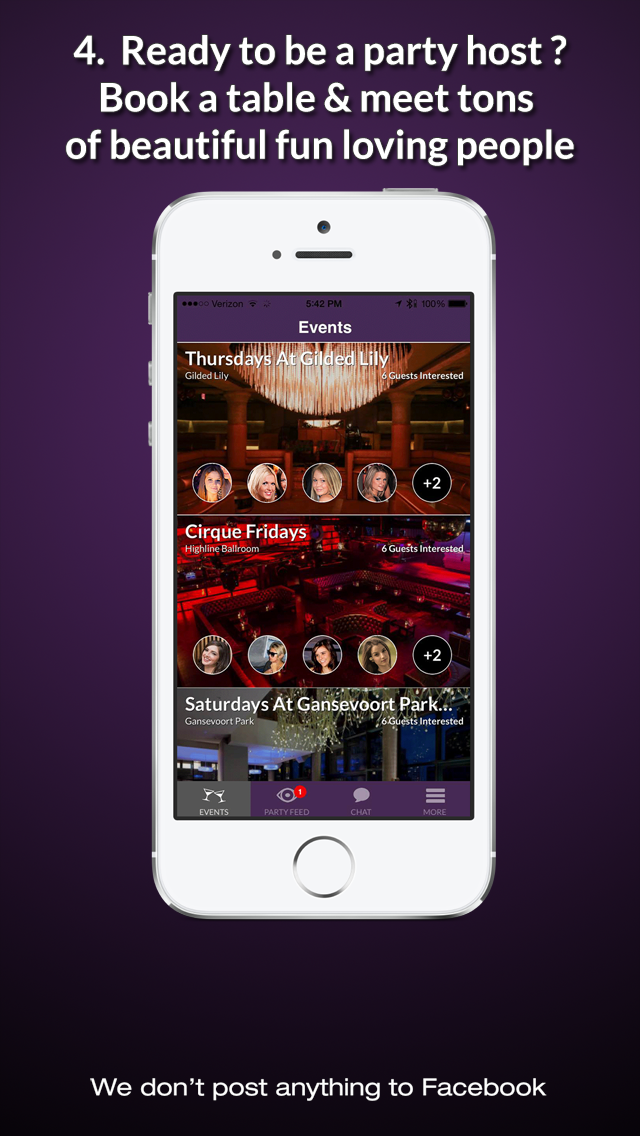 4. Ready to be a party host ?
Book a table & meet tons
of beautiful fun loving people
Verizon 5:42 PM 100%
Events
Thursdays At Gilded Lily
Gilded Lily 6 Guests Interested
+2
Cirque Fridays
Highline Ballroom 6 Guests Interested
+2
Saturdays At Gansevoort Park...
Gansevoort Park 6 Guests Interested
1
EVENTS PARTY FEED CHAT MORE
We don't post anything to Facebook